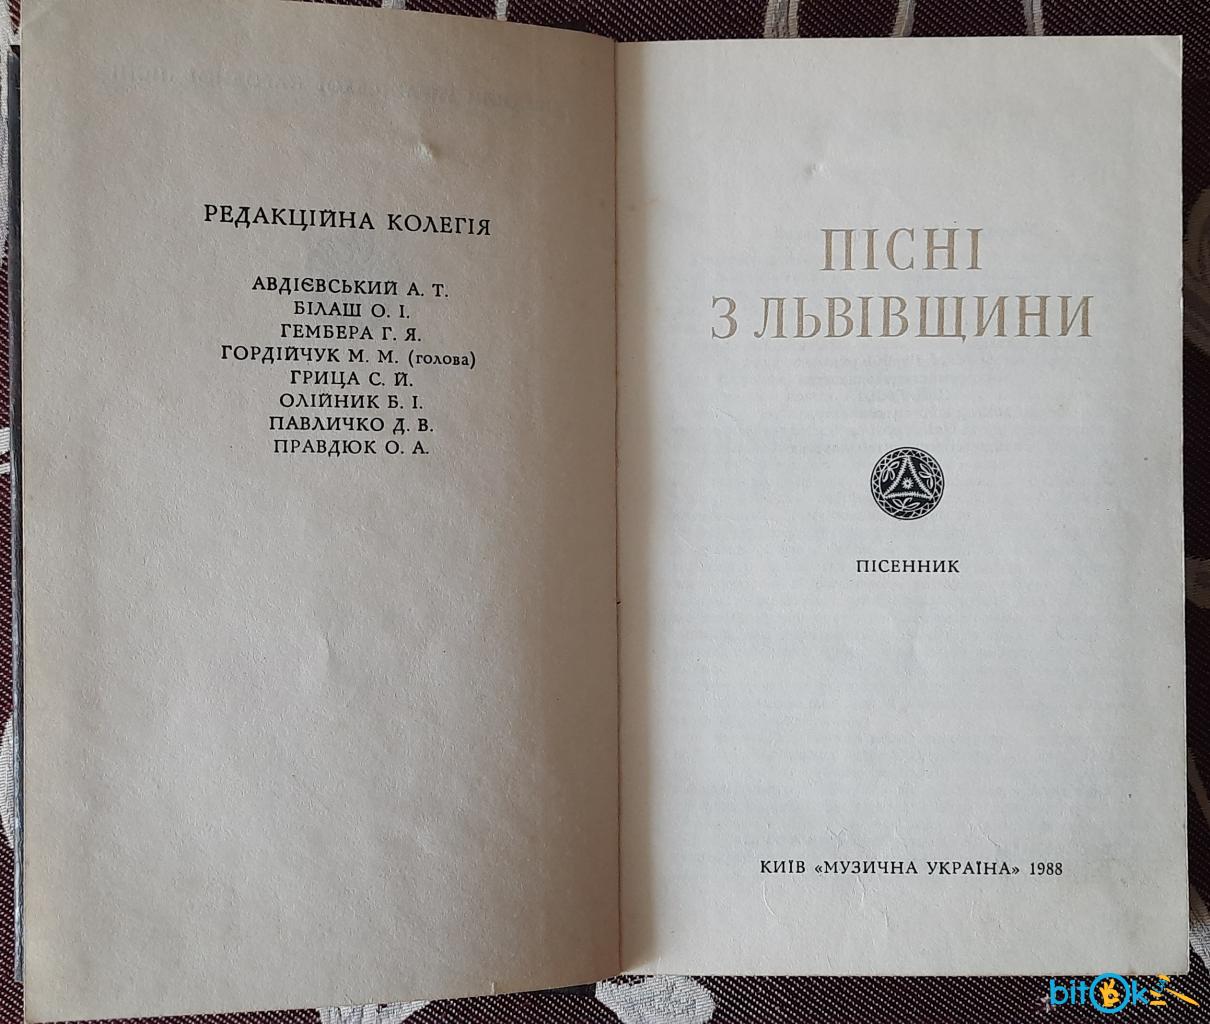 РЕДАКЦІЙНА КОЛЕГІЯ
АВДІЄВСЬКИЙ А. Т.
БІЛАШ О. І.
ГЕМБЕРА Г. Я.
ГОРДІЙЧУК М. М. (голова)
ГРИЦА С. Й.
ОЛІЙНИК Б. І.
ПАВЛИЧКО Д. В.
ПРАВДЮК О. А.
ПІСНІ
З ЛЬВІВЩИНИ
ПІСЕННИК
КИЇВ «МУЗИЧНА УКРАЇНА» 1988
bitOk